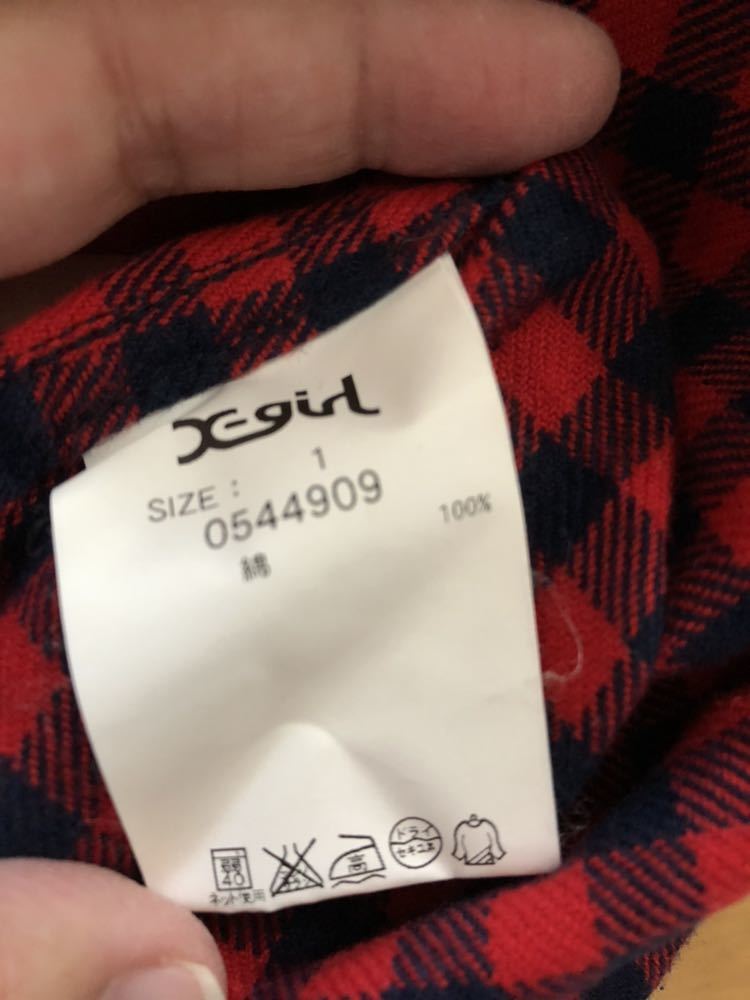 X-girl
SIZE : 1
0544909
綿 100%
弱
40
ネット使用
高
ドライ
セキユ系